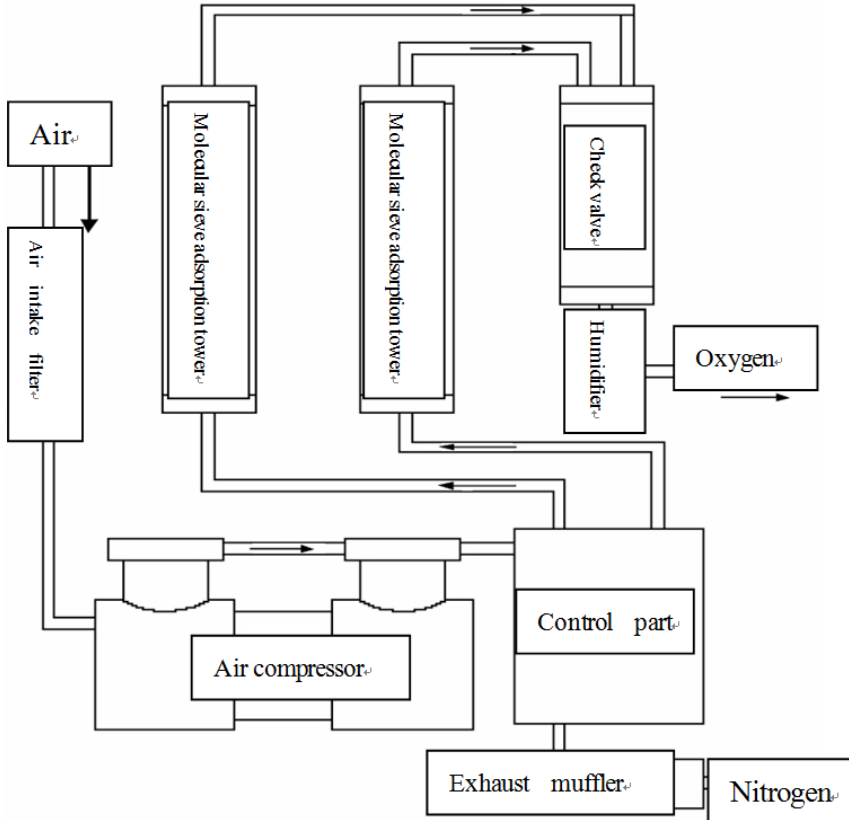 Air
Air intake filter
Molecular sieve adsorption tower
Molecular sieve adsorption tower
Check valve
Humidifier
Oxygen
Control part
Air compressor
Exhaust muffler
Nitrogen